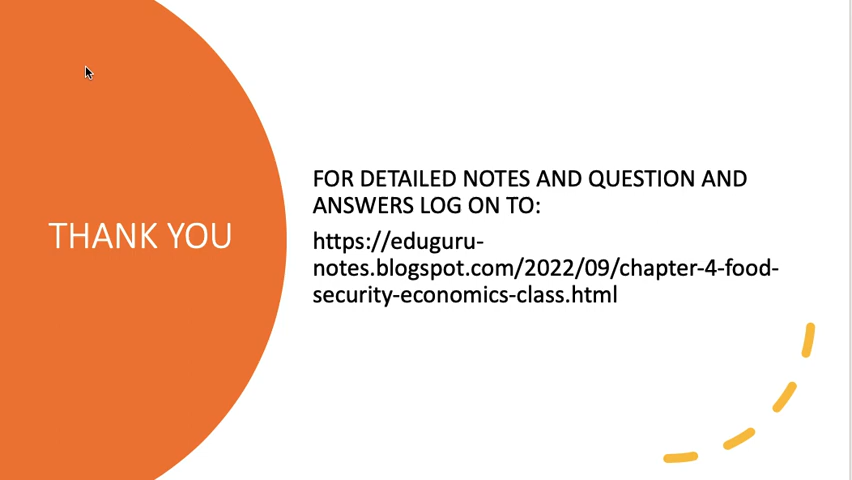 THANK YOU
FOR DETAILED NOTES AND QUESTION AND
ANSWERS LOG ON TO:
https://eduguru-
notes.blogspot.com/2022/09/chapter-4-food-
security-economics-class.html